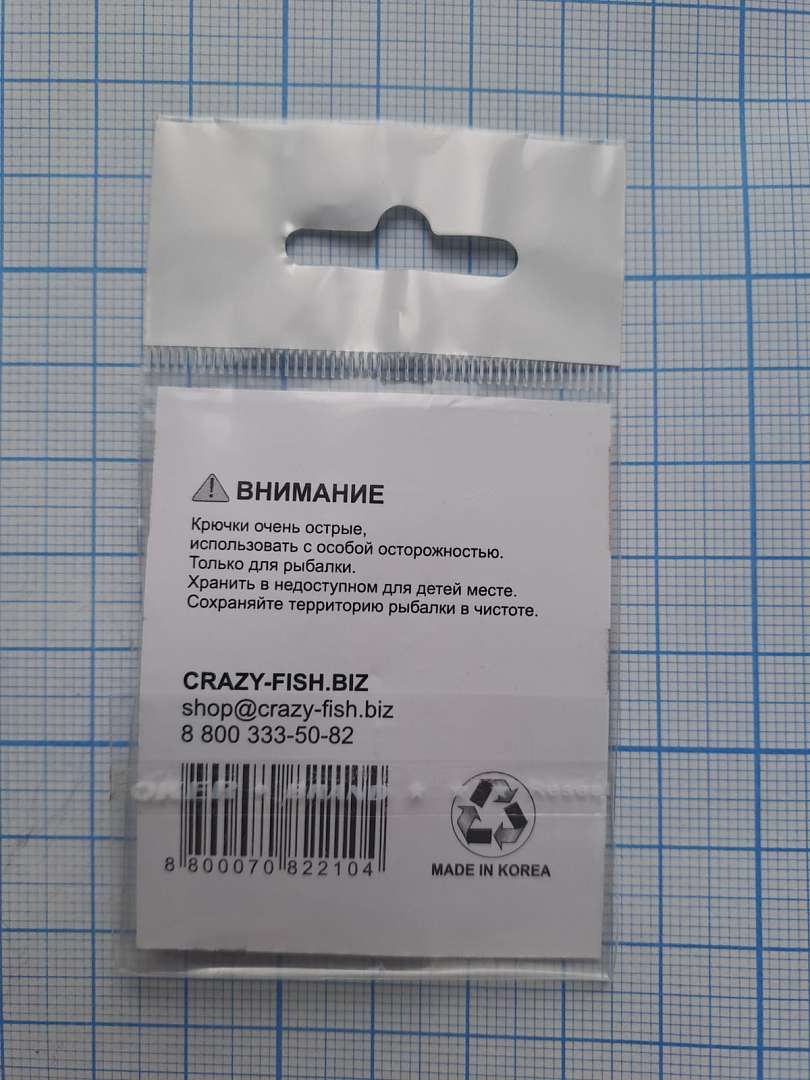 ВНИМАНИЕ
Крючки очень острые,
использовать с особой осторожностью.
Только для рыбалки.
Хранить в недоступном для детей месте.
Сохраняйте территорию рыбалки в чистоте.
CRAZY-FISH.BIZ
shop@crazy-fish.biz
8 800 333-50-82
8 800070 822104
MADE IN KOREA